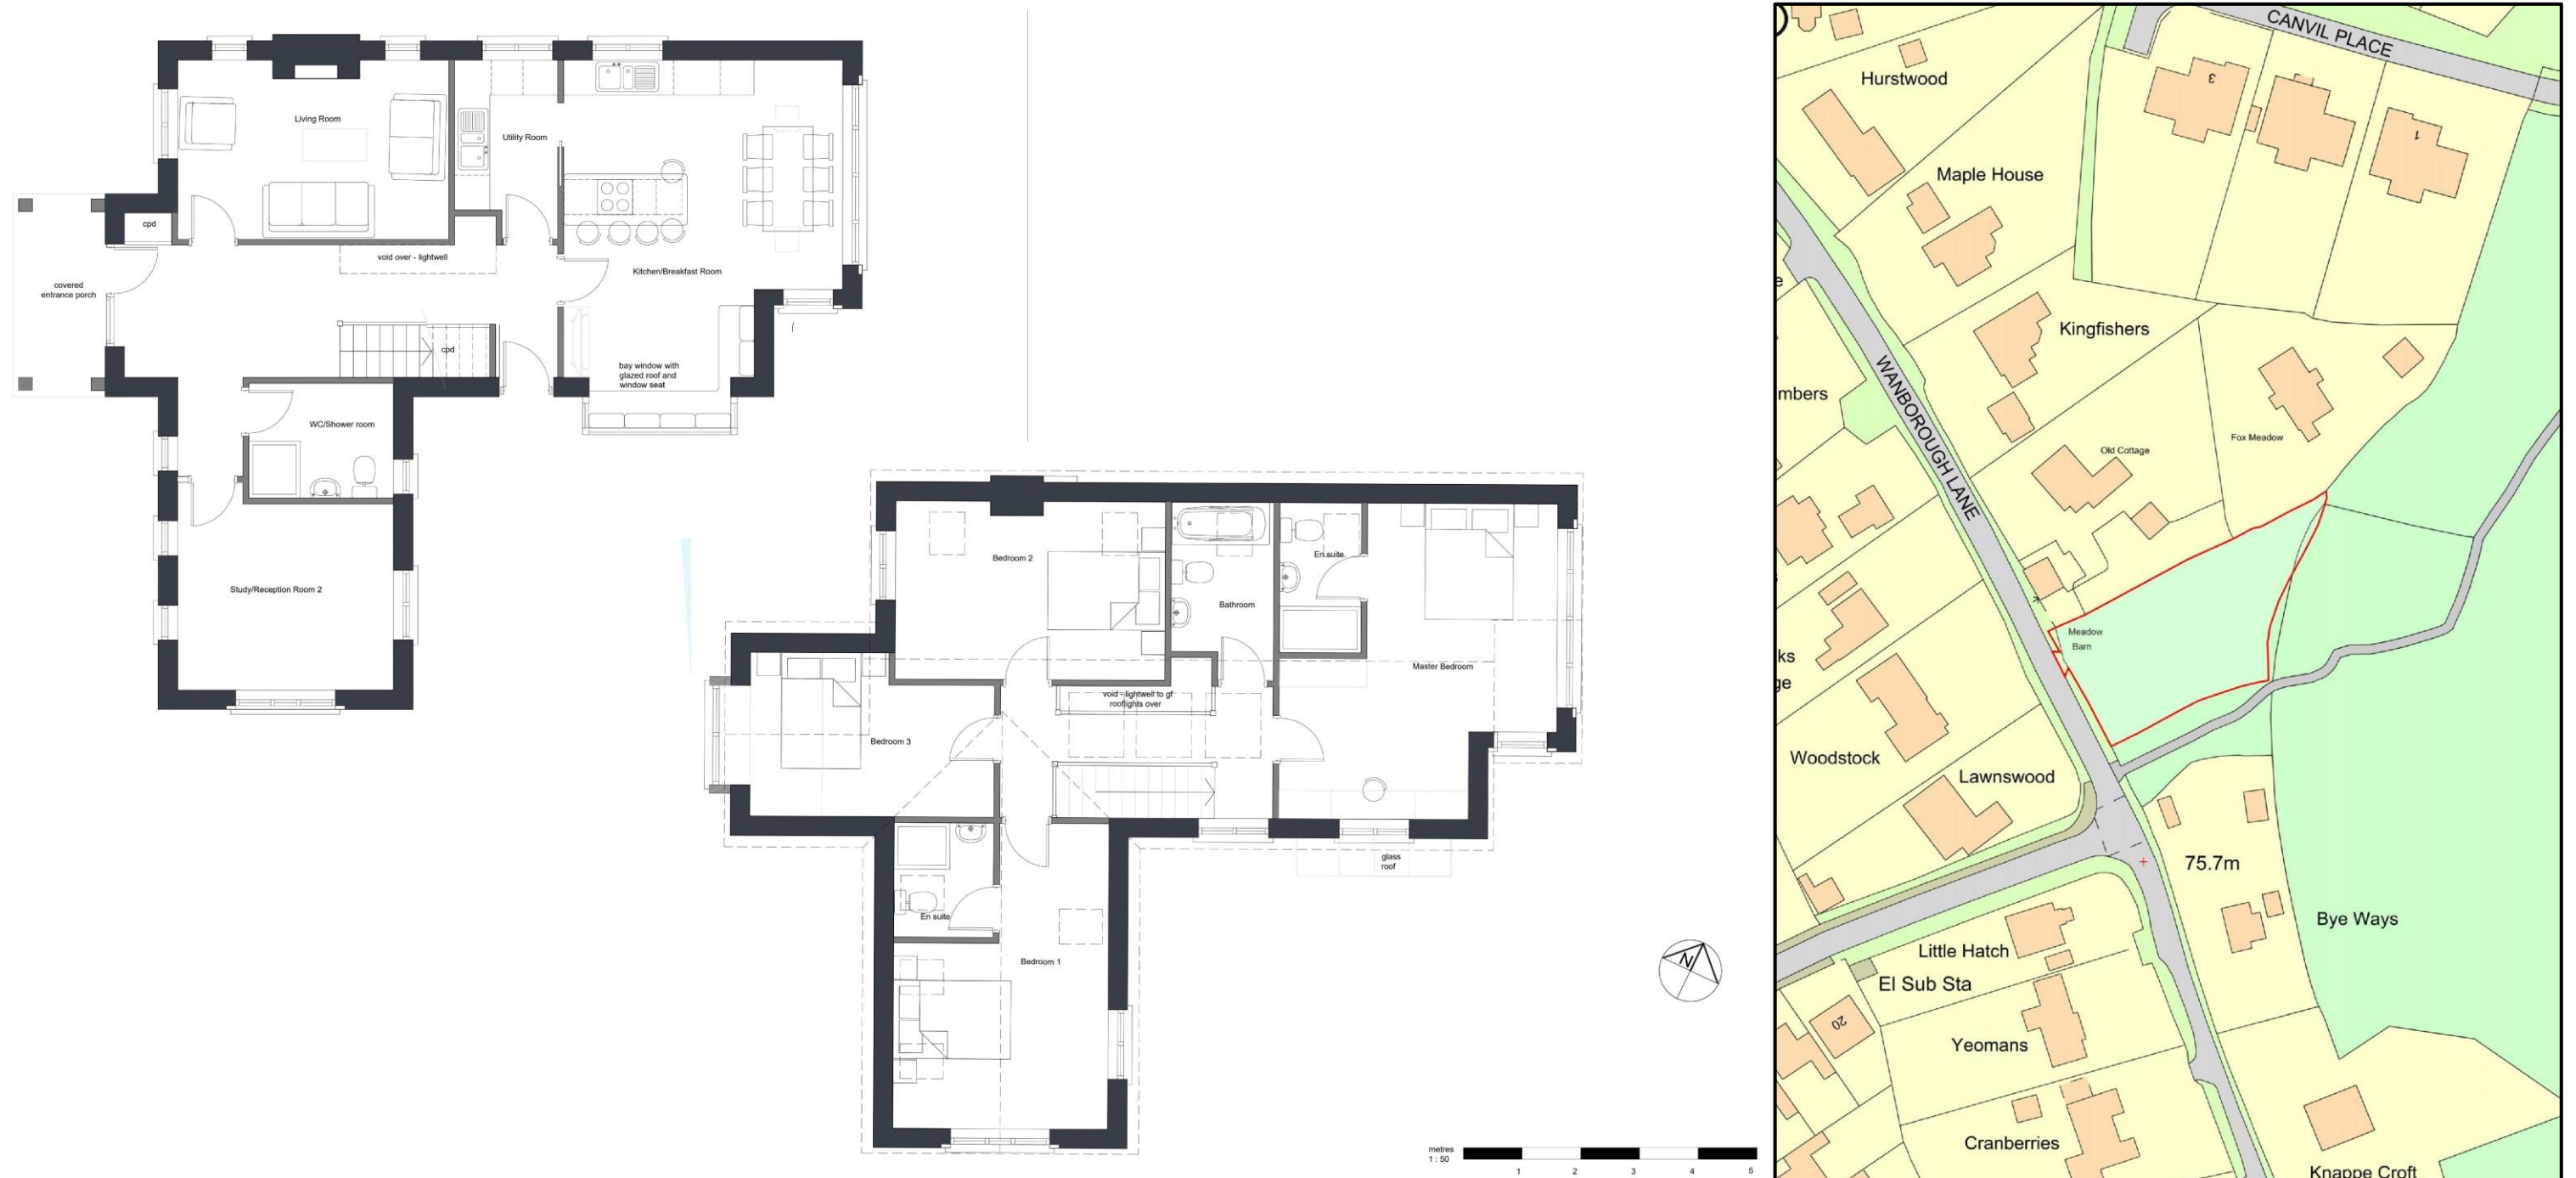 Living Room
Utility Room
cpd
void over - lightwell
covered
entrance porch
Kitchen/Breakfast Room
cpd
bay window with
glazed roof and
window seat
WC/Shower room
Study/Reception Room 2
Bedroom 2
En suite
Bathroom
Master Bedroom
void - lightwell to gf
rooflights over
Bedroom 3
glass
roof
En suite
Bedroom 1
N
metres
1 : 50
1
2
3
4
5
CANVIL PLACE
Hurstwood
3
1
Maple House
Kingfishers
WANBOROUGH LANE
mbers
Fox Meadow
Old Cottage
Meadow
Barn
ks
ge
Woodstock
Lawnswood
75.7m
Bye Ways
Little Hatch
El Sub Sta
20
Yeomans
Cranberries
Knappe Croft